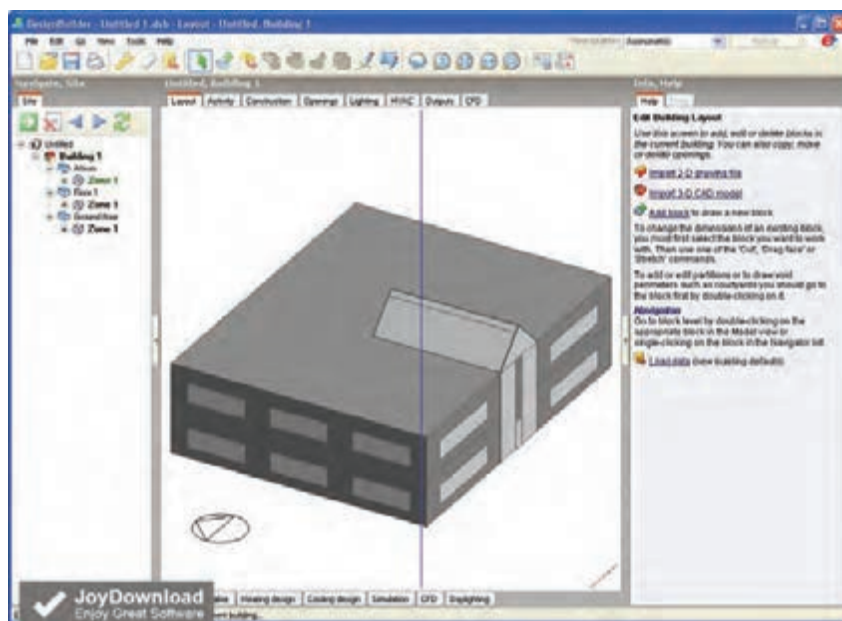 DesignBuilder - Untitled 1.dsb - Layout - Untitled, Building 1
File Edit Go View Tools Help
Axonometric
Navigate, Site
Untitled, Building 1
Info, Help
Site
Layout Activity Construction Openings Lighting HVAC Outputs CFD
Help
Untitled
Building 1
Atrium
Zone 1
Floor 1
Zone 1
Ground floor
Zone 1
Edit Building Layout
Use this screen to add, edit or delete blocks in
the current building. You can also copy, move
or delete openings.
Import 2-D drawing file
Import 3-D CAD model
Add block to draw a new block
To change the dimensions of an existing block,
you must first select the block you want to work
with. Then use one of the 'Cut', 'Drag face' or
'Stretch' commands.
To add or edit partitions or to draw void
perimeters such as courtyards you should go to
the block first by double-clicking on it.
Navigation
Go to block level by double-clicking on the
appropriate block in the Model view or
single-clicking on the block in the Navigator list
Load data (new building defaults)
Heating design Cooling design Simulation CFD Daylighting
building...
JoyDownload
Enjoy Great Software